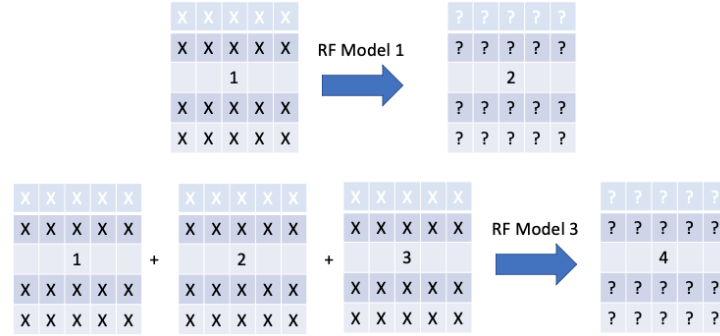 X X X X X ? ? ? ? ?
X X X X X RF Model 1 ? ? ? ? ?
1 2
X X X X X ? ? ? ? ?
X X X X X ? ? ? ? ?
X X X X X X X X X X X X X X X ? ? ? ? ?
X X X X X X X X X X X X X X X RF Model 3 ? ? ? ? ?
1 + 2 + 3 4
X X X X X X X X X X X X X X X ? ? ? ? ?
X X X X X X X X X X X X X X X ? ? ? ? ?